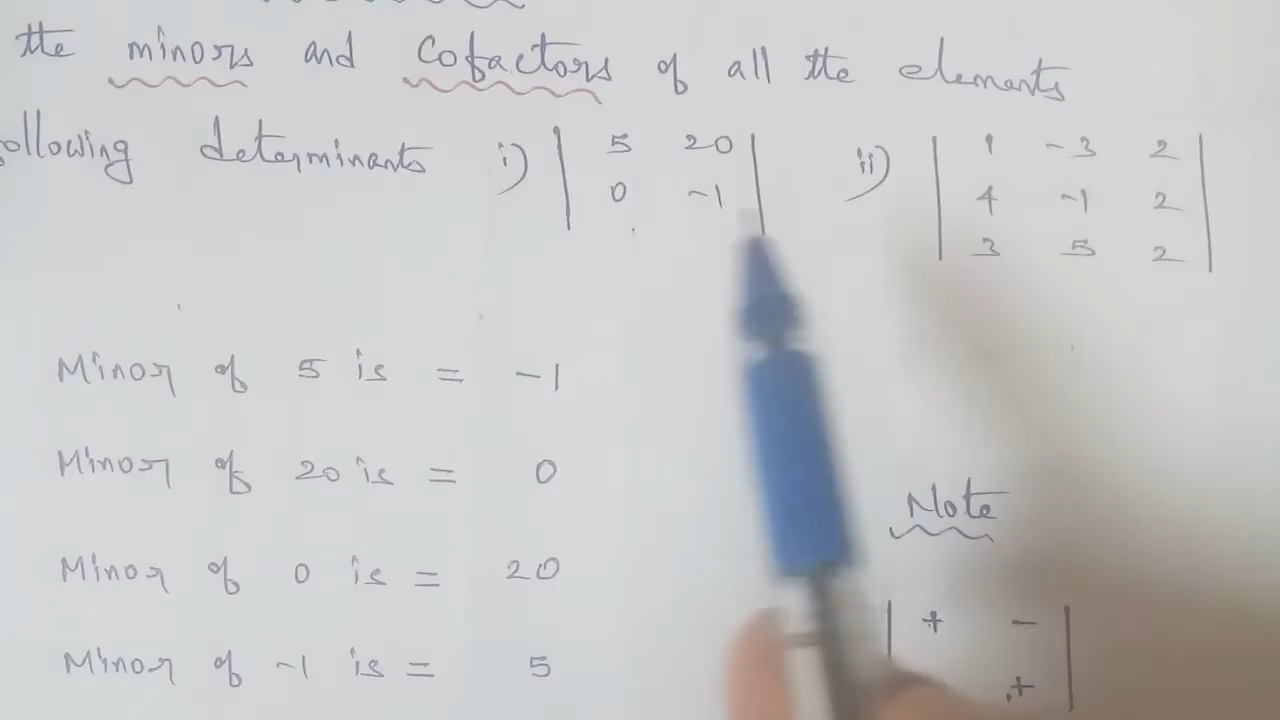 the minors and Cofactors of all the elements
ollowing determinants i) | 5 20 | ii) | 1 -3 2 |
0 -1 4 -1 2
3 5 2
Minor of 5 is = -1
Minor of 20 is = 0
Note
Minor of 0 is = 20
+ -
Minor of -1 is = 5
+